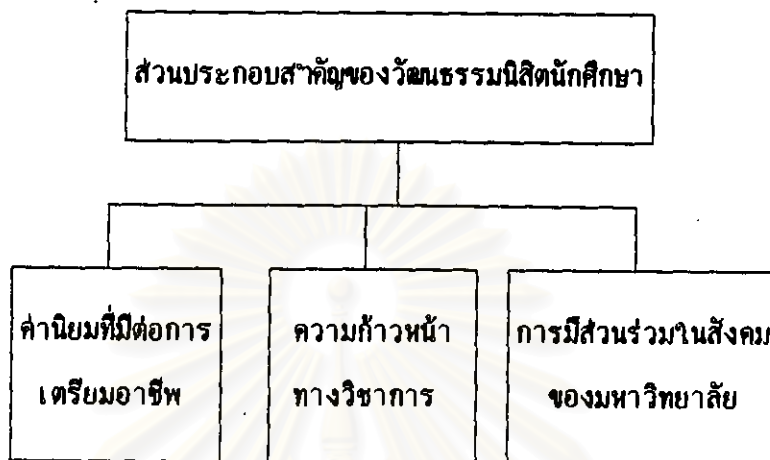 ส่วนประกอบสำคัญของวัฒนธรรมนิสิตนักศึกษา
ค่านิยมที่มีต่อการ
เตรียมอาชีพ
ความก้าวหน้า
ทางวิชาการ
การมีส่วนร่วมในสังคม
ของมหาวิทยาลัย